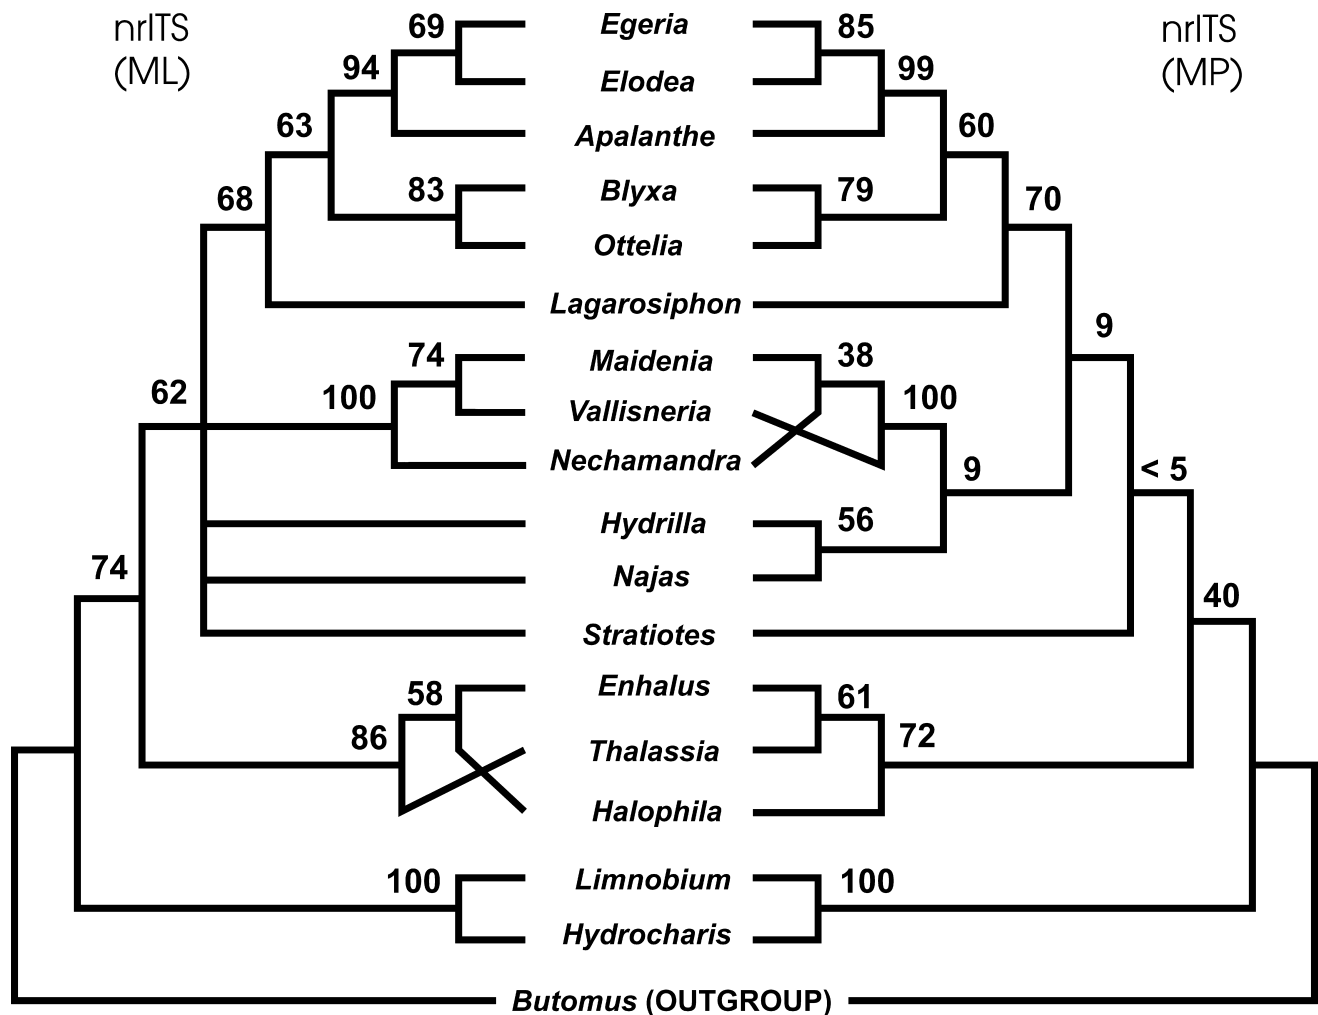 nrITS
(ML)
nrITS
(MP)
69 Egeria 85
94 Elodea 99
63 Apalanthe 60
68 83 Blyxa 79 70
Ottelia
Lagarosiphon
9
74 Maidenia 38
62 100 Vallisneria 100
Nechamandra 9 < 5
Hydrilla 56
74 Najas 40
Stratiotes
58 Enhalus 61
86 Thalassia 72
Halophila
100 Limnobium 100
Hydrocharis
Butomus (OUTGROUP)